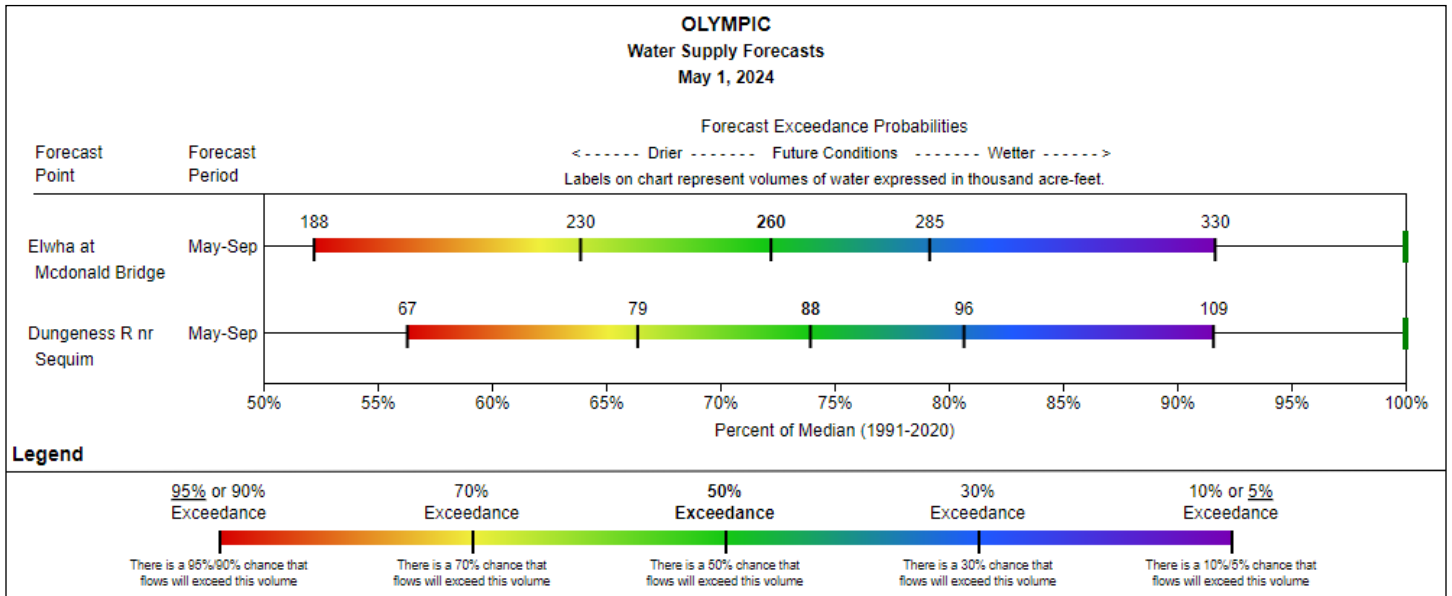 OLYMPIC
Water Supply Forecasts
May 1, 2024
Forecast Exceedance Probabilities
Forecast Point
Forecast Period
<------ Drier ------- Future Conditions ------- Wetter ------>
Labels on chart represent volumes of water expressed in thousand acre-feet.
188 230 260 285 330
Elwha at
Mcdonald Bridge
May-Sep
67 79 88 96 109
Dungeness R nr
Sequim
May-Sep
50% 55% 60% 65% 70% 75% 80% 85% 90% 95% 100%
Percent of Median (1991-2020)
Legend
95% or 90%
Exceedance
70%
Exceedance
50%
Exceedance
30%
Exceedance
10% or 5%
Exceedance
There is a 95%/90% chance that
flows will exceed this volume
There is a 70% chance that
flows will exceed this volume
There is a 50% chance that
flows will exceed this volume
There is a 30% chance that
flows will exceed this volume
There is a 10%/5% chance that
flows will exceed this volume